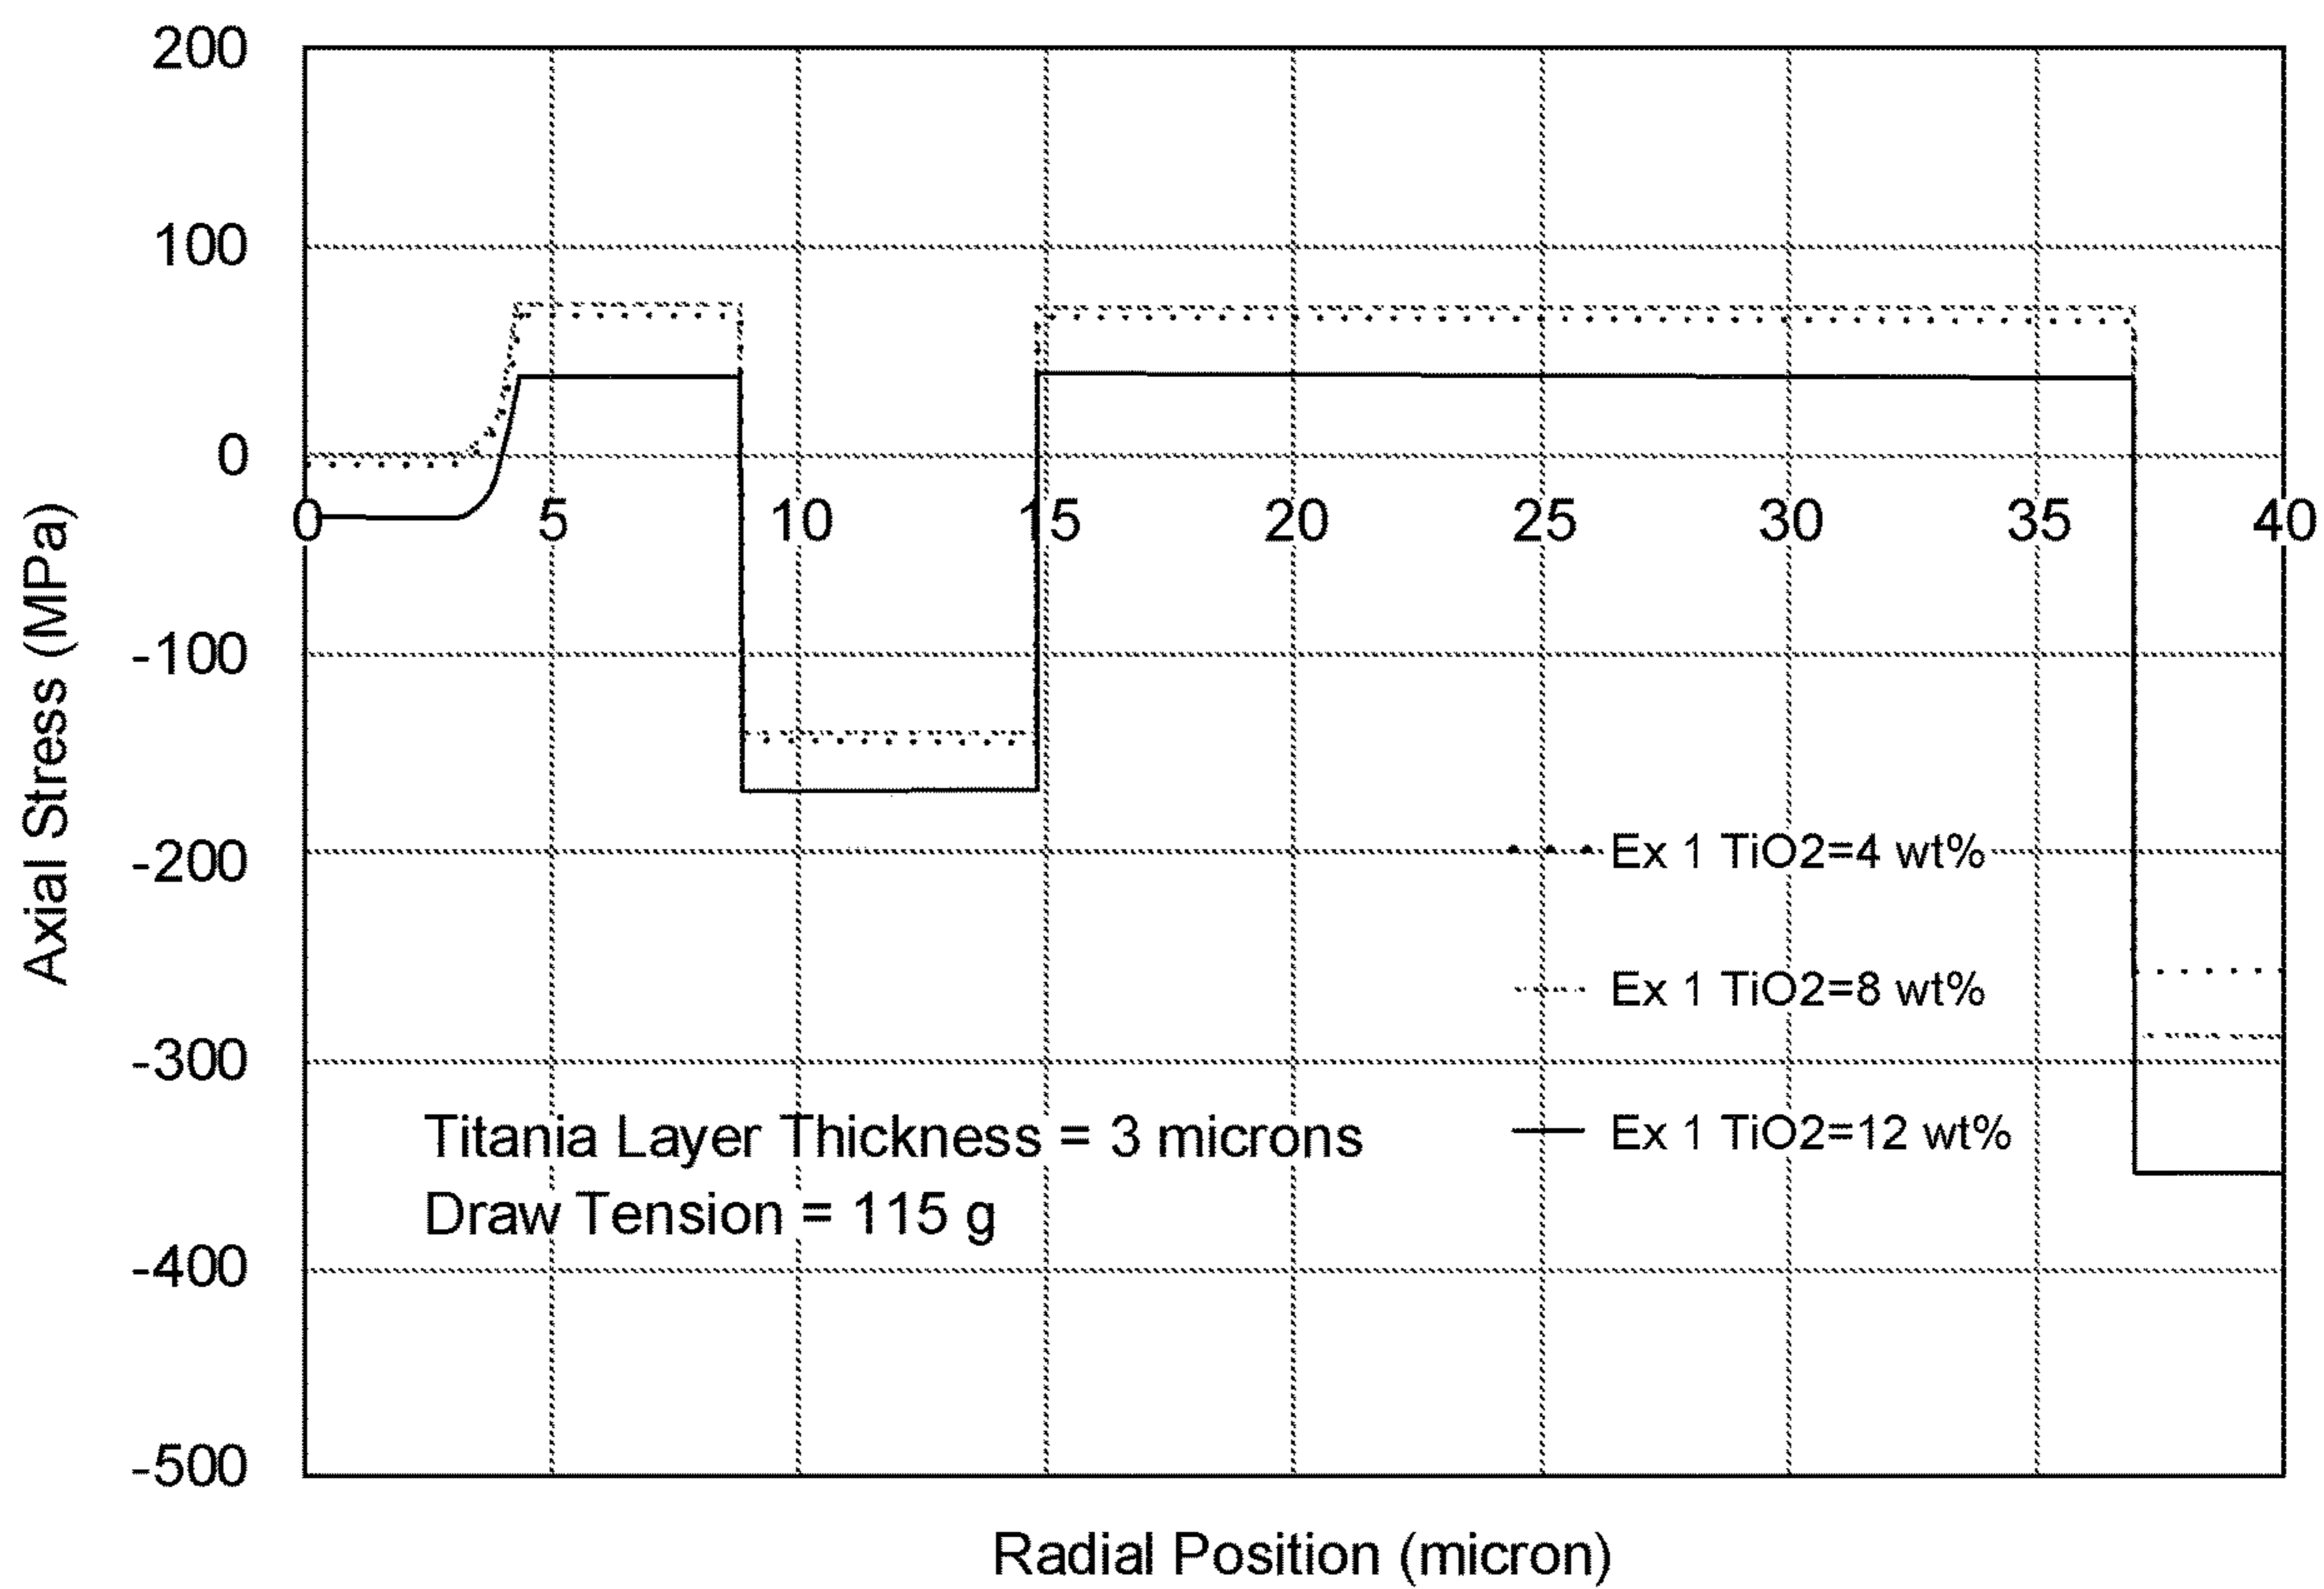 200
100
0
-100
-200
-300
-400
-500
Axial Stress (MPa)
0 5 10 15 20 25 30 35 40
Ex 1 TiO2=4 wt%
Ex 1 TiO2=8 wt%
Ex 1 TiO2=12 wt%
Titania Layer Thickness = 3 microns
Draw Tension = 115 g
Radial Position (micron)